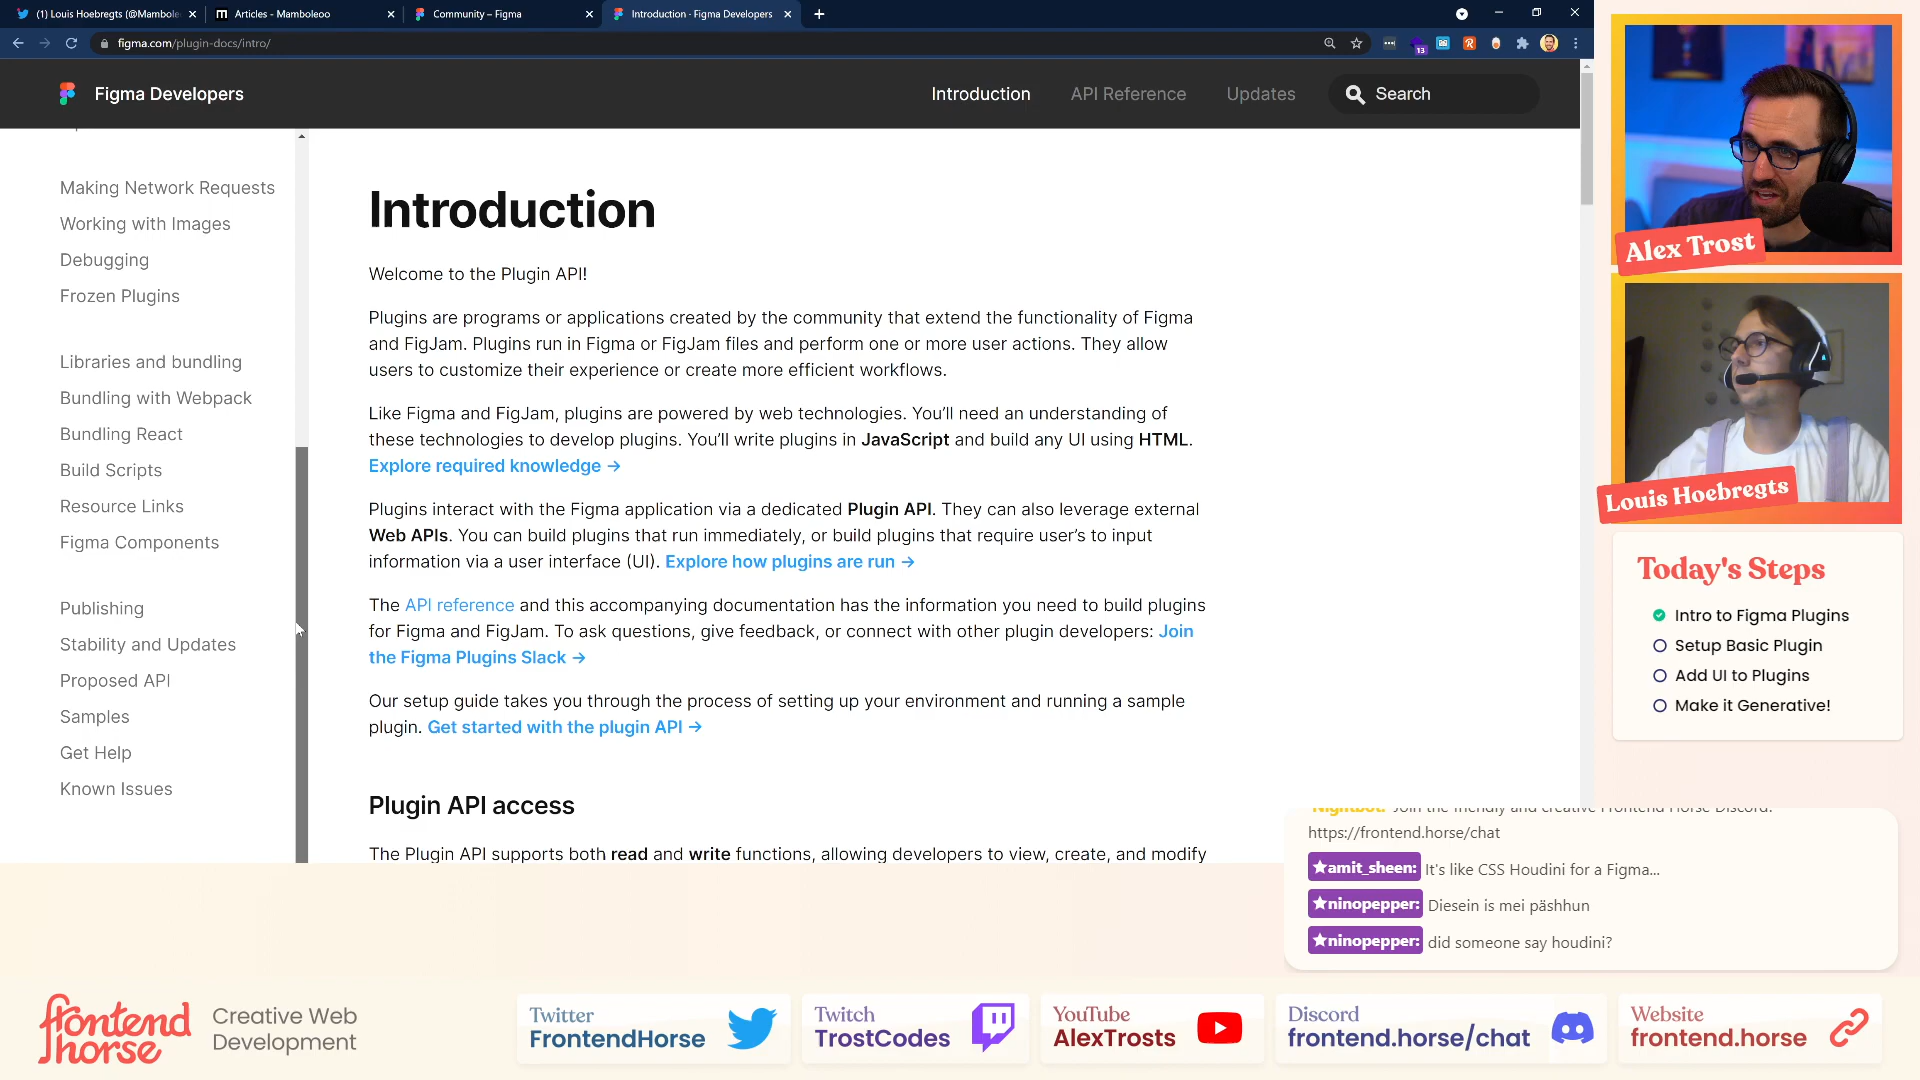 (1) Louis Hoebregts (@Mambole
Articles - Mamboleoo
Community – Figma
Introduction · Figma Developers
figma.com/plugin-docs/intro/
13
Figma Developers
Introduction
API Reference
Updates
Search
Making Network Requests
Working with Images
Debugging
Frozen Plugins
Libraries and bundling
Bundling with Webpack
Bundling React
Build Scripts
Resource Links
Figma Components
Publishing
Stability and Updates
Proposed API
Samples
Get Help
Known Issues
Introduction
Welcome to the Plugin API!
Plugins are programs or applications created by the community that extend the functionality of Figma
and FigJam. Plugins run in Figma or FigJam files and perform one or more user actions. They allow
users to customize their experience or create more efficient workflows.
Like Figma and FigJam, plugins are powered by web technologies. You’ll need an understanding of
these technologies to develop plugins. You’ll write plugins in JavaScript and build any UI using HTML.
Explore required knowledge →
Plugins interact with the Figma application via a dedicated Plugin API. They can also leverage external
Web APIs. You can build plugins that run immediately, or build plugins that require user’s to input
information via a user interface (UI). Explore how plugins are run →
The API reference and this accompanying documentation has the information you need to build plugins
for Figma and FigJam. To ask questions, give feedback, or connect with other plugin developers: Join
the Figma Plugins Slack →
Our setup guide takes you through the process of setting up your environment and running a sample
plugin. Get started with the plugin API →
Plugin API access
The Plugin API supports both read and write functions, allowing developers to view, create, and modify
Alex Trost
Louis Hoebregts
Today's Steps
Intro to Figma Plugins
Setup Basic Plugin
Add UI to Plugins
Make it Generative!
Nightbot: Join the friendly and creative Frontend Horse Discord:
https://frontend.horse/chat
★amit_sheen: It's like CSS Houdini for a Figma...
★ninopepper: Diesein is mei päshhun
★ninopepper: did someone say houdini?
frontend
horse
Creative Web
Development
Twitter
FrontendHorse
Twitch
TrostCodes
YouTube
AlexTrosts
Discord
frontend.horse/chat
Website
frontend.horse